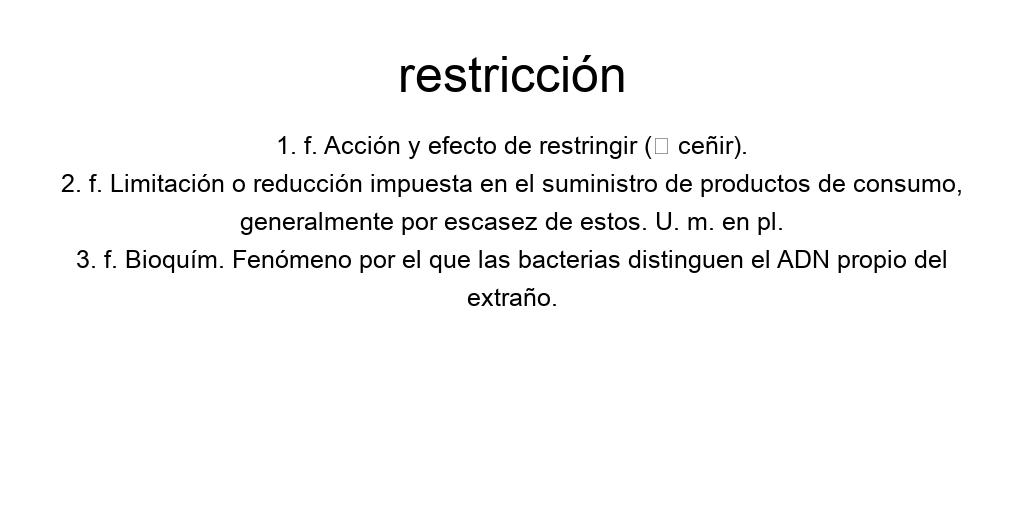 restricción
1. f. Acción y efecto de restringir (□ ceñir).
2. f. Limitación o reducción impuesta en el suministro de productos de consumo,
generalmente por escasez de estos. U. m. en pl.
3. f. Bioquím. Fenómeno por el que las bacterias distinguen el ADN propio del
extraño.